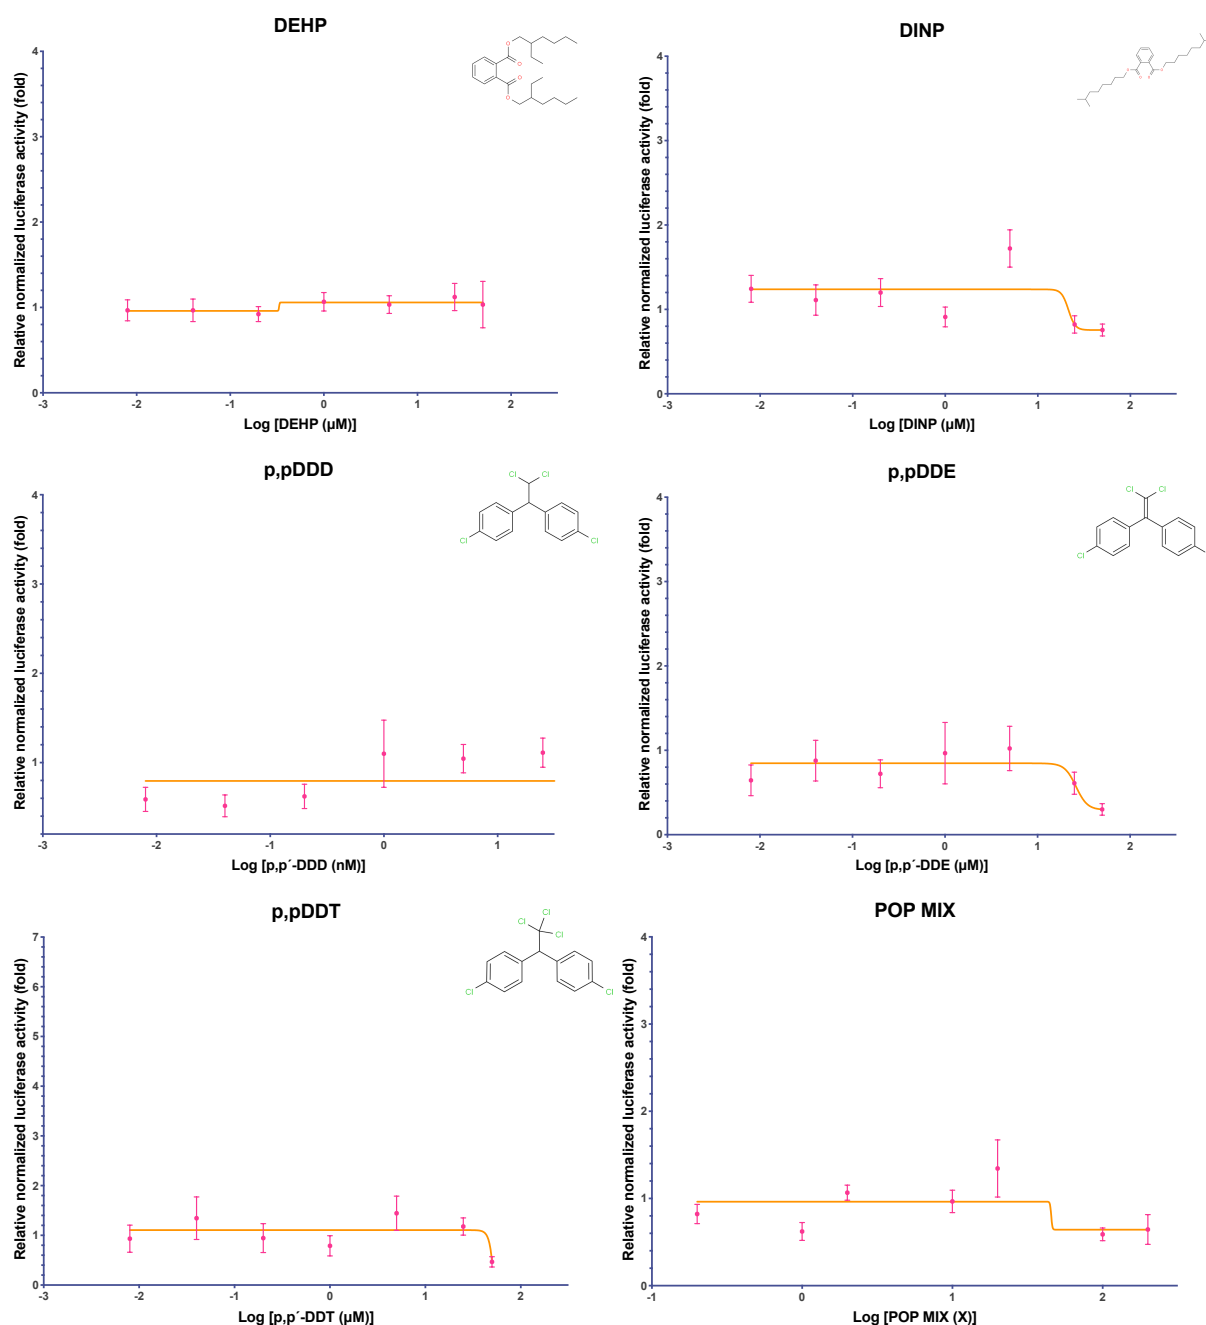 DEHP
Relative normalized luciferase activity (fold)
4
3
2
1
0
-3
-2
-1
0
1
2
Log [DEHP (µM)]
O
O
O
O
DINP
Relative normalized luciferase activity (fold)
4
3
2
1
0
-3
-2
-1
0
1
2
Log [DINP (µM)]
p,pDDD
Relative normalized luciferase activity (fold)
4
3
2
1
-3
-2
-1
0
1
Log [p,p´-DDD (nM)]
Cl
Cl
Cl
Cl
p,pDDE
Relative normalized luciferase activity (fold)
4
3
2
1
0
-3
-2
-1
0
1
2
Log [p,p´-DDE (µM)]
Cl
Cl
Cl
p,pDDT
Relative normalized luciferase activity (fold)
7
6
5
4
3
2
1
0
-3
-2
-1
0
1
2
Log [p,p´-DDT (µM)]
Cl
Cl
Cl
Cl
Cl
POP MIX
Relative normalized luciferase activity (fold)
4
3
2
1
0
-1
0
1
2
Log [POP MIX (X)]